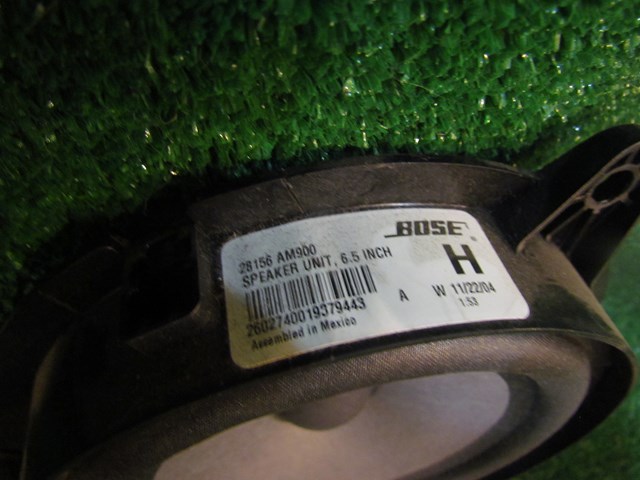 BOSE
28156 AM900
SPEAKER UNIT, 6.5 INCH
H
2602740019379443
A W 11/22/04
1:53
Assembled in Mexico